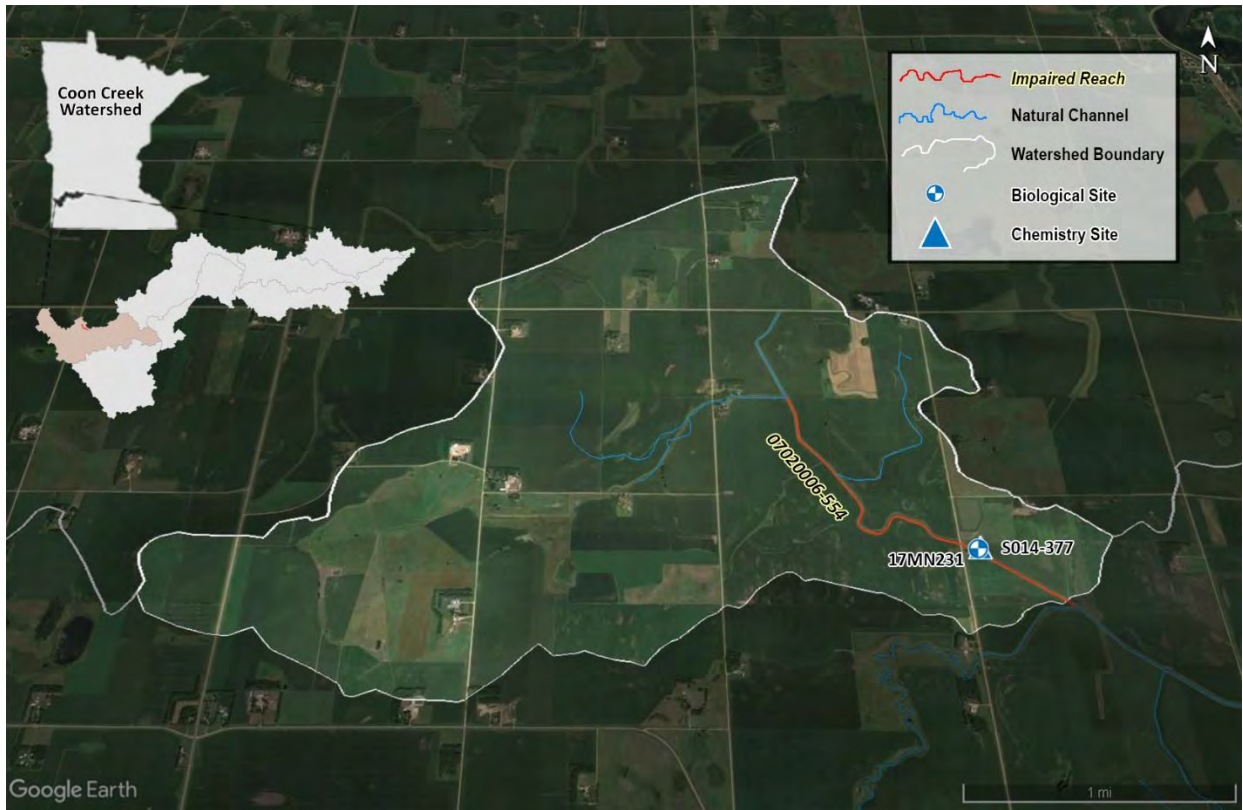 Coon Creek
Watershed
N
Impaired Reach
Natural Channel
Watershed Boundary
Biological Site
Chemistry Site
07020006-554
17MN231
S014-377
Google Earth
1 mi